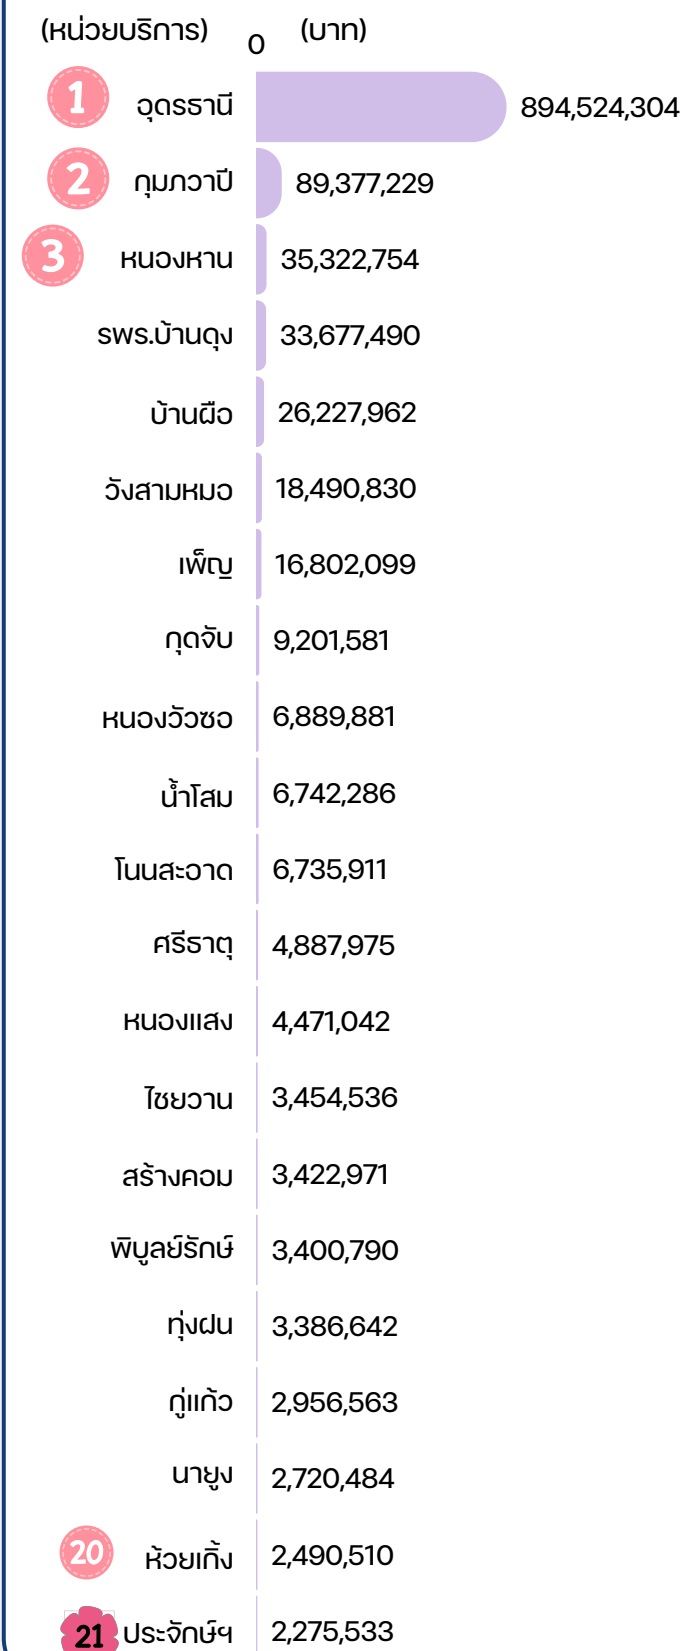 (หน่วยบริการ) 0 (บาท)
1 อุดรธานี 894,524,304
2 กุมภวาปี 89,377,229
3 หนองหาน 35,322,754
รพร.บ้านดุง 33,677,490
บ้านผือ 26,227,962
วังสามหมอ 18,490,830
เพ็ญ 16,802,099
กุดจับ 9,201,581
หนองวัวซอ 6,889,881
น้ำโสม 6,742,286
โนนสะอาด 6,735,911
ศรีธาตุ 4,887,975
หนองแสง 4,471,042
ไชยวาน 3,454,536
สร้างคอม 3,422,971
พิบูลย์รักษ์ 3,400,790
ทุ่งฝน 3,386,642
กู่แก้ว 2,956,563
นายูง 2,720,484
20 ห้วยเกิ้ง 2,490,510
21 ประจักษ์ฯ 2,275,533